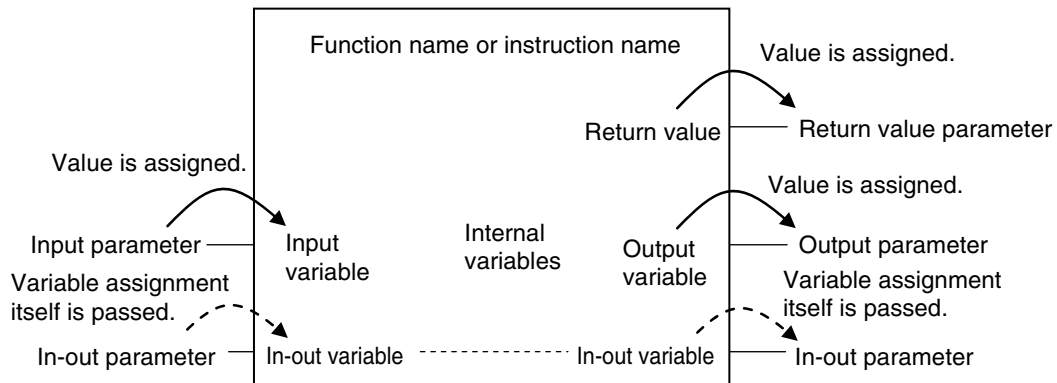 Function name or instruction name
Value is assigned.
Return value
Return value parameter
Value is assigned.
Value is assigned.
Input parameter
Input
variable
Internal
variables
Output
variable
Output parameter
Variable assignment
itself is passed.
Variable assignment
itself is passed.
In-out parameter
In-out variable
In-out variable
In-out parameter